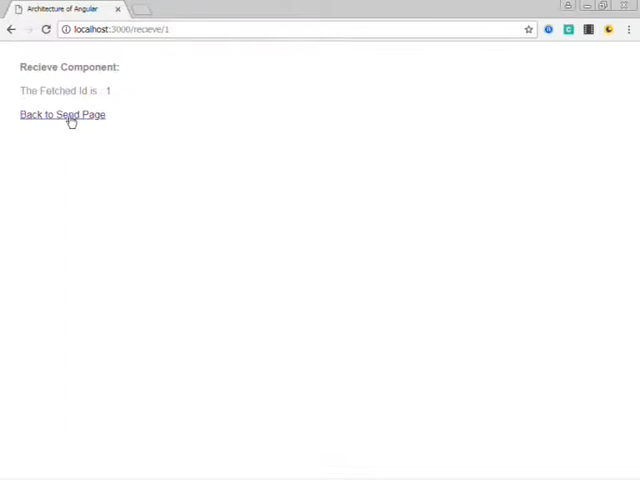 Architecture of Angular
localhost:3000/recieve/1
Recieve Component:
The Fetched Id is : 1
Back to Send Page